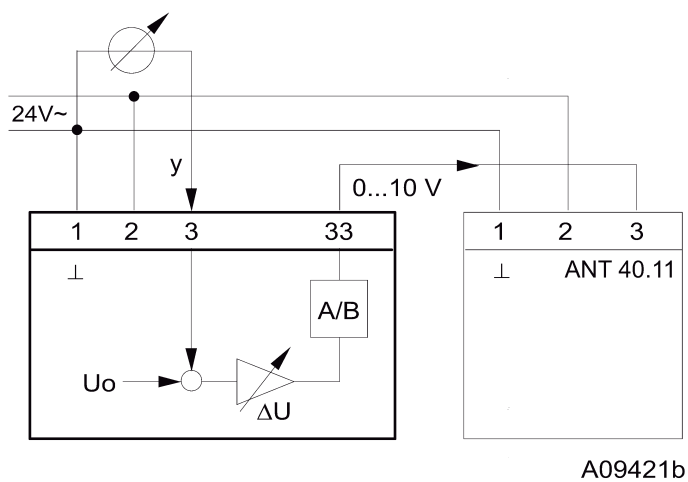 24V~
y
0...10 V
1 2 3 33
1 2 3
⊥
⊥ ANT 40.11
A/B
Uo
ΔU
A09421b